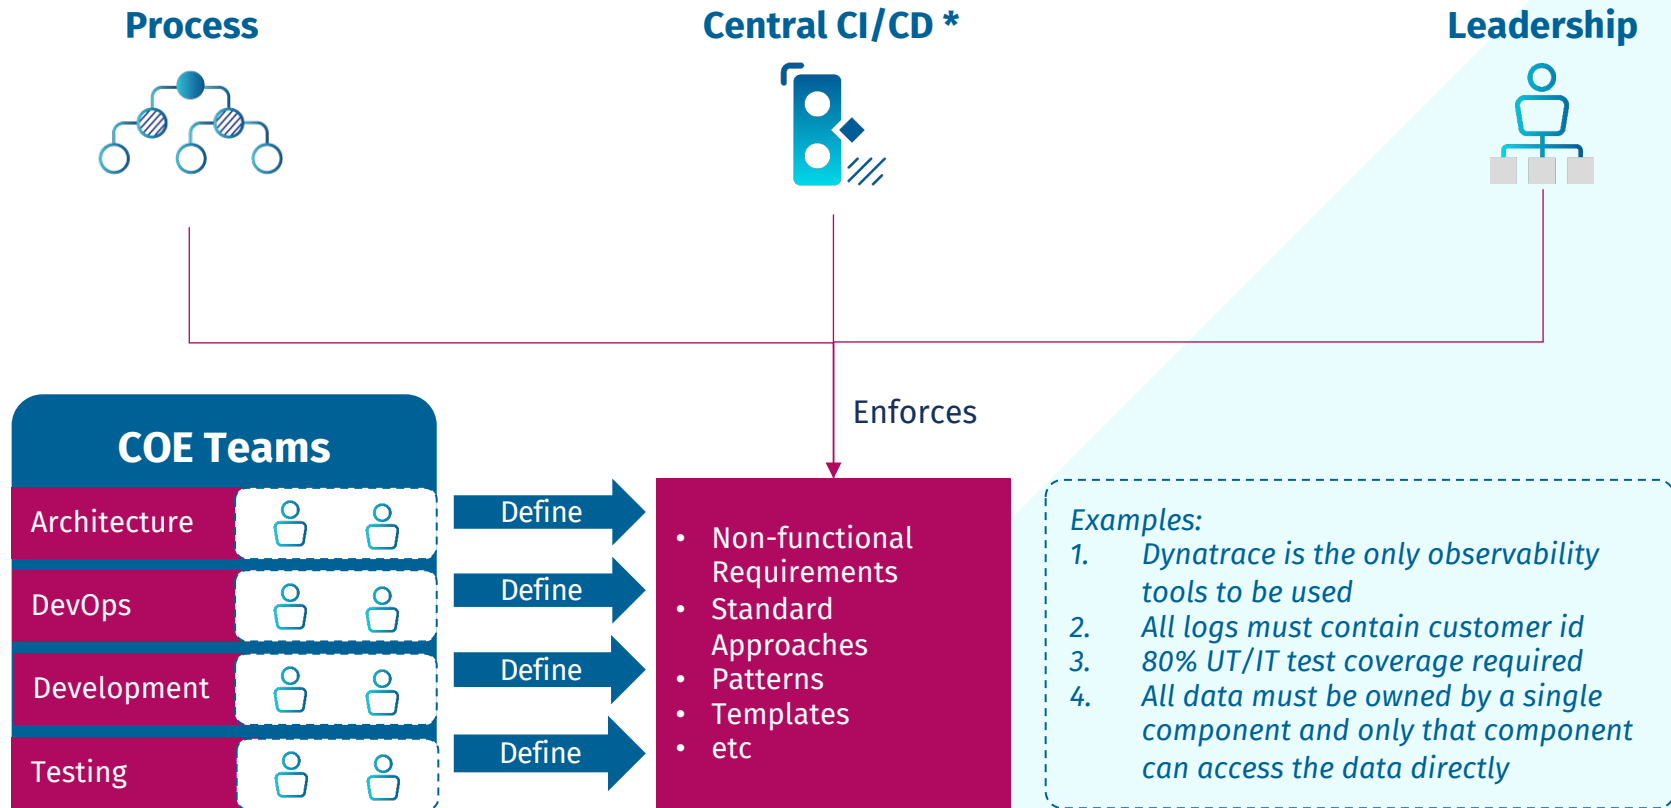 Process
Central CI/CD *
Leadership
Enforces
COE Teams
Architecture
DevOps
Development
Testing
Define
Define
Define
Define
• Non-functional
Requirements
• Standard
Approaches
• Patterns
• Templates
• etc
Examples:
1. Dynatrace is the only observability
tools to be used
2. All logs must contain customer id
3. 80% UT/IT test coverage required
4. All data must be owned by a single
component and only that component
can access the data directly